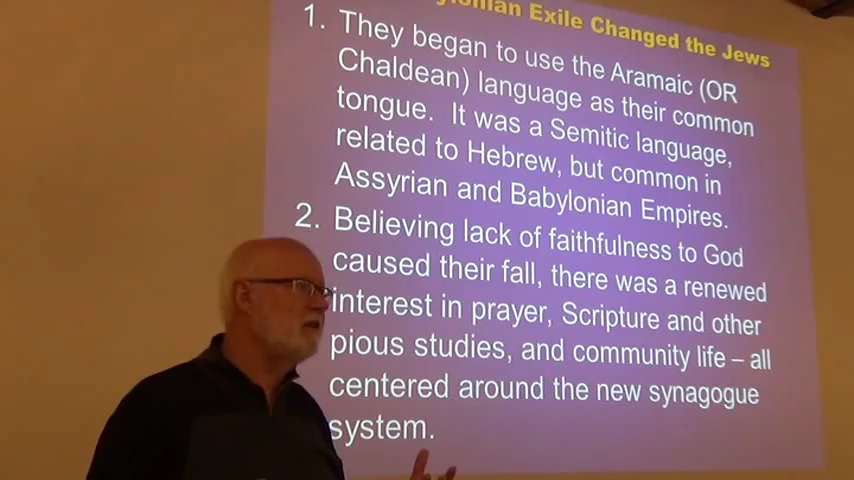 Exile Changed the Jews
1. They began to use the Aramaic (OR
Chaldean) language as their common
tongue. It was a Semitic language,
related to Hebrew, but common in
Assyrian and Babylonian Empires.
2. Believing lack of faithfulness to God
caused their fall, there was a renewed
interest in prayer, Scripture and other
pious studies, and community life – all
centered around the new synagogue
system.